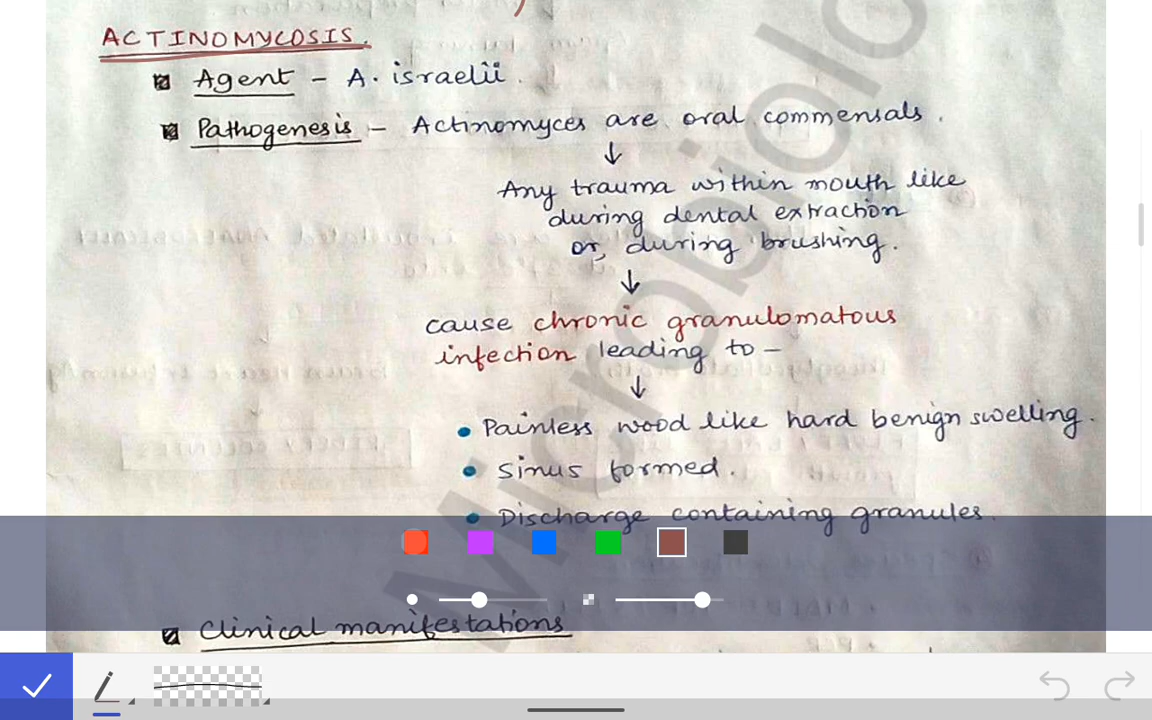 ACTINOMYCOSIS.
Agent - A. israelii
Pathogenesis - Actinomyces are oral commensals.
↓
Any trauma within mouth like
during dental extraction
or, during brushing.
↓
cause chronic granulomatous
infection leading to -
↓
• Painless wood like hard benign swelling.
• Sinus formed.
• Discharge containing granules.
Clinical manifestations